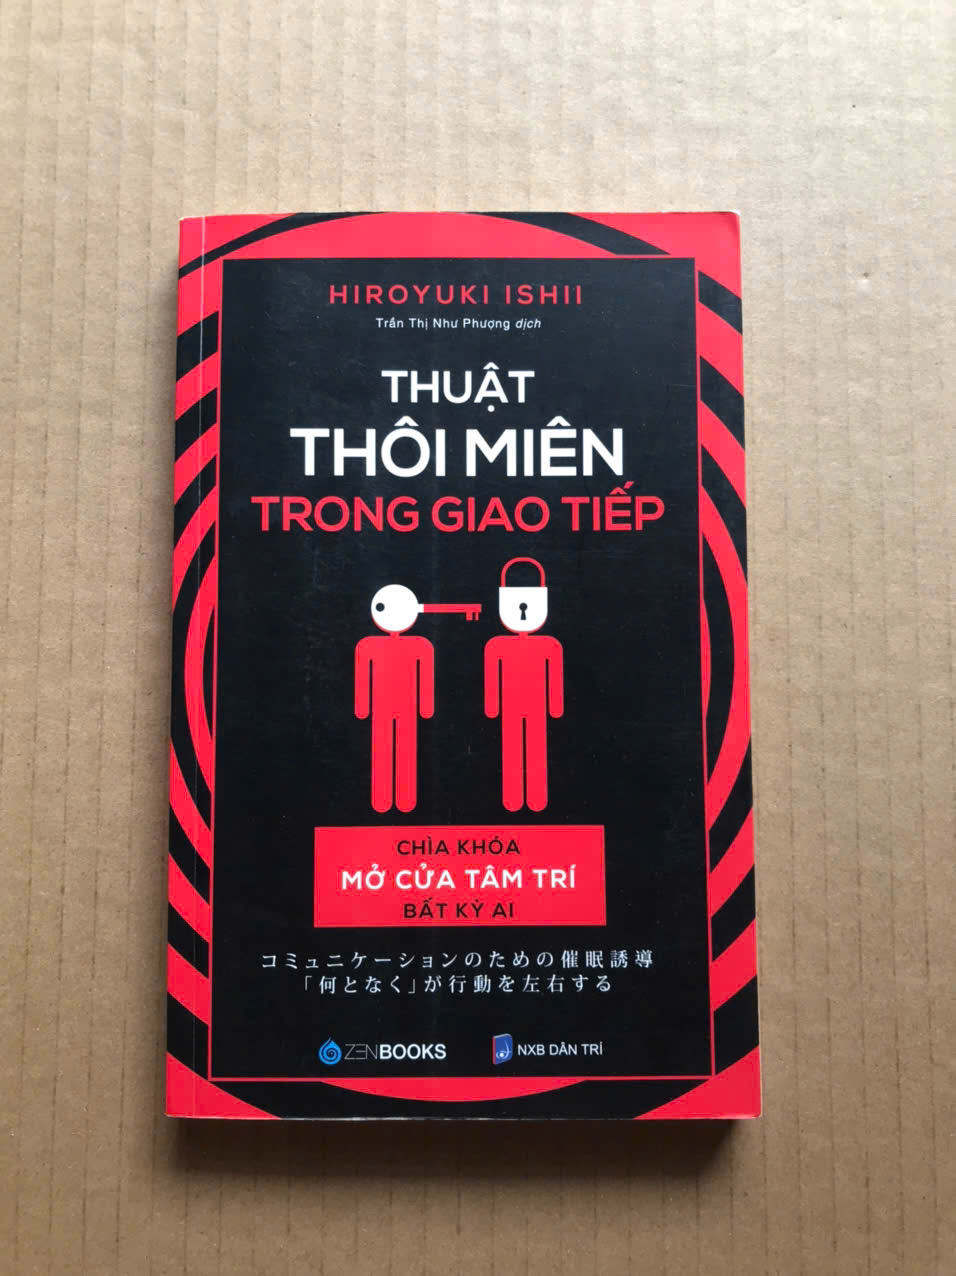 HIROYUKI ISHII
Trần Thị Như Phượng dịch
THUẬT
THÔI MIÊN
TRONG GIAO TIẾP
CHÌA KHÓA
MỞ CỬA TÂM TRÍ
BẤT KỲ AI
コミュニケーションのための催眠誘導
「何となく」が行動を左右する
ZENBOOKS
NXB DÂN TRÍ